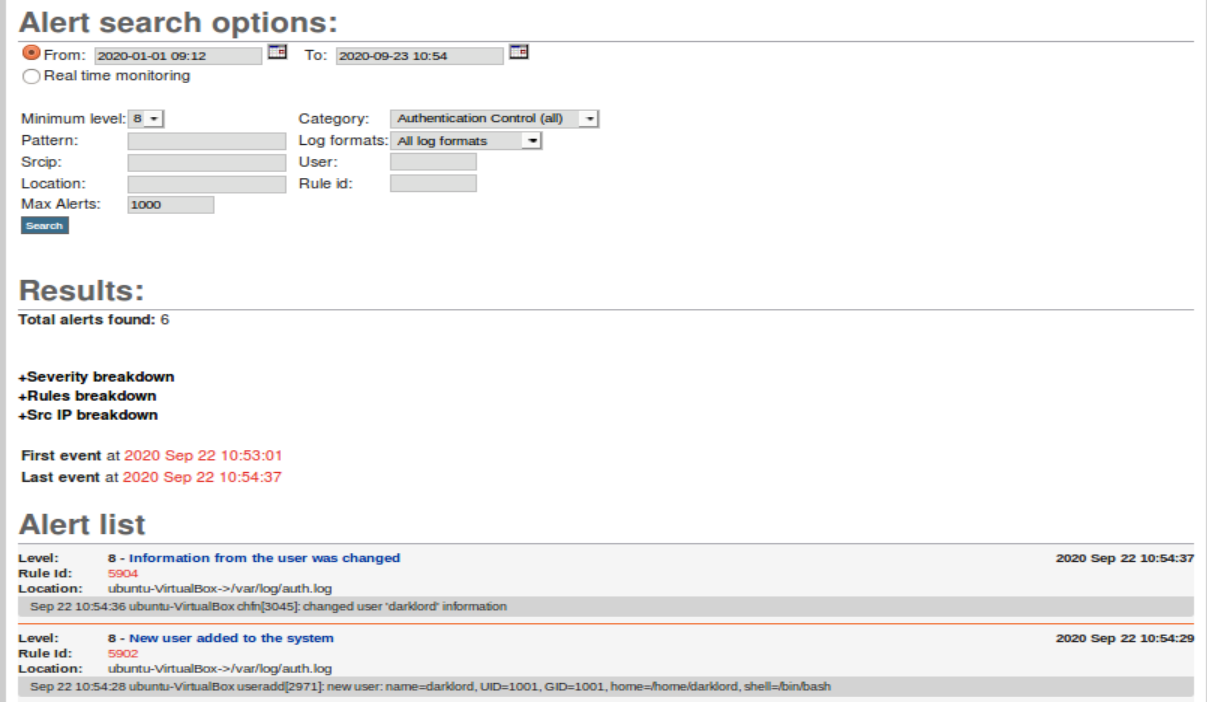 Alert search options:
From: 2020-01-01 09:12 To: 2020-09-23 10:54
Real time monitoring
Minimum level: 8 Category: Authentication Control (all)
Pattern: Log formats: All log formats
Srcip: User:
Location: Rule id:
Max Alerts: 1000
Search
Results:
Total alerts found: 6
+Severity breakdown
+Rules breakdown
+Src IP breakdown
First event at 2020 Sep 22 10:53:01
Last event at 2020 Sep 22 10:54:37
Alert list
Level: 8 - Information from the user was changed 2020 Sep 22 10:54:37
Rule Id: 5904
Location: ubuntu-VirtualBox->/var/log/auth.log
Sep 22 10:54:36 ubuntu-VirtualBox chfn[3045]: changed user 'darklord' information
Level: 8 - New user added to the system 2020 Sep 22 10:54:29
Rule Id: 5902
Location: ubuntu-VirtualBox->/var/log/auth.log
Sep 22 10:54:28 ubuntu-VirtualBox useradd[2971]: new user: name=darklord, UID=1001, GID=1001, home=/home/darklord, shell=/bin/bash